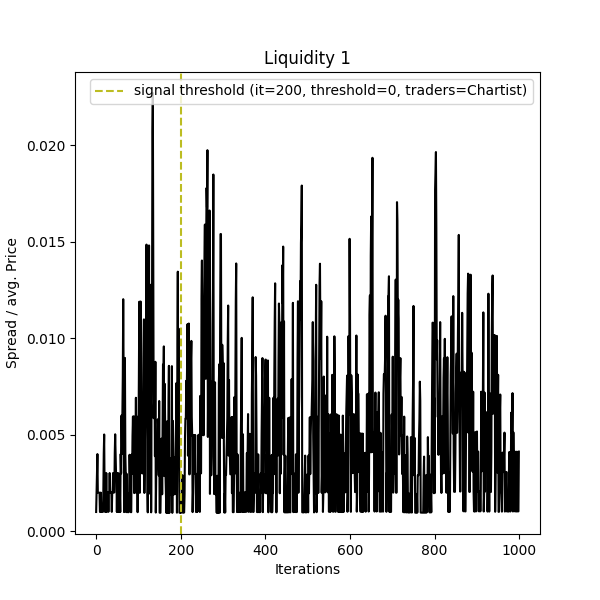 Liquidity 1
signal threshold (it=200, threshold=0, traders=Chartist)
Spread / avg. Price
0.020
0.015
0.010
0.005
0.000
0 200 400 600 800 1000
Iterations